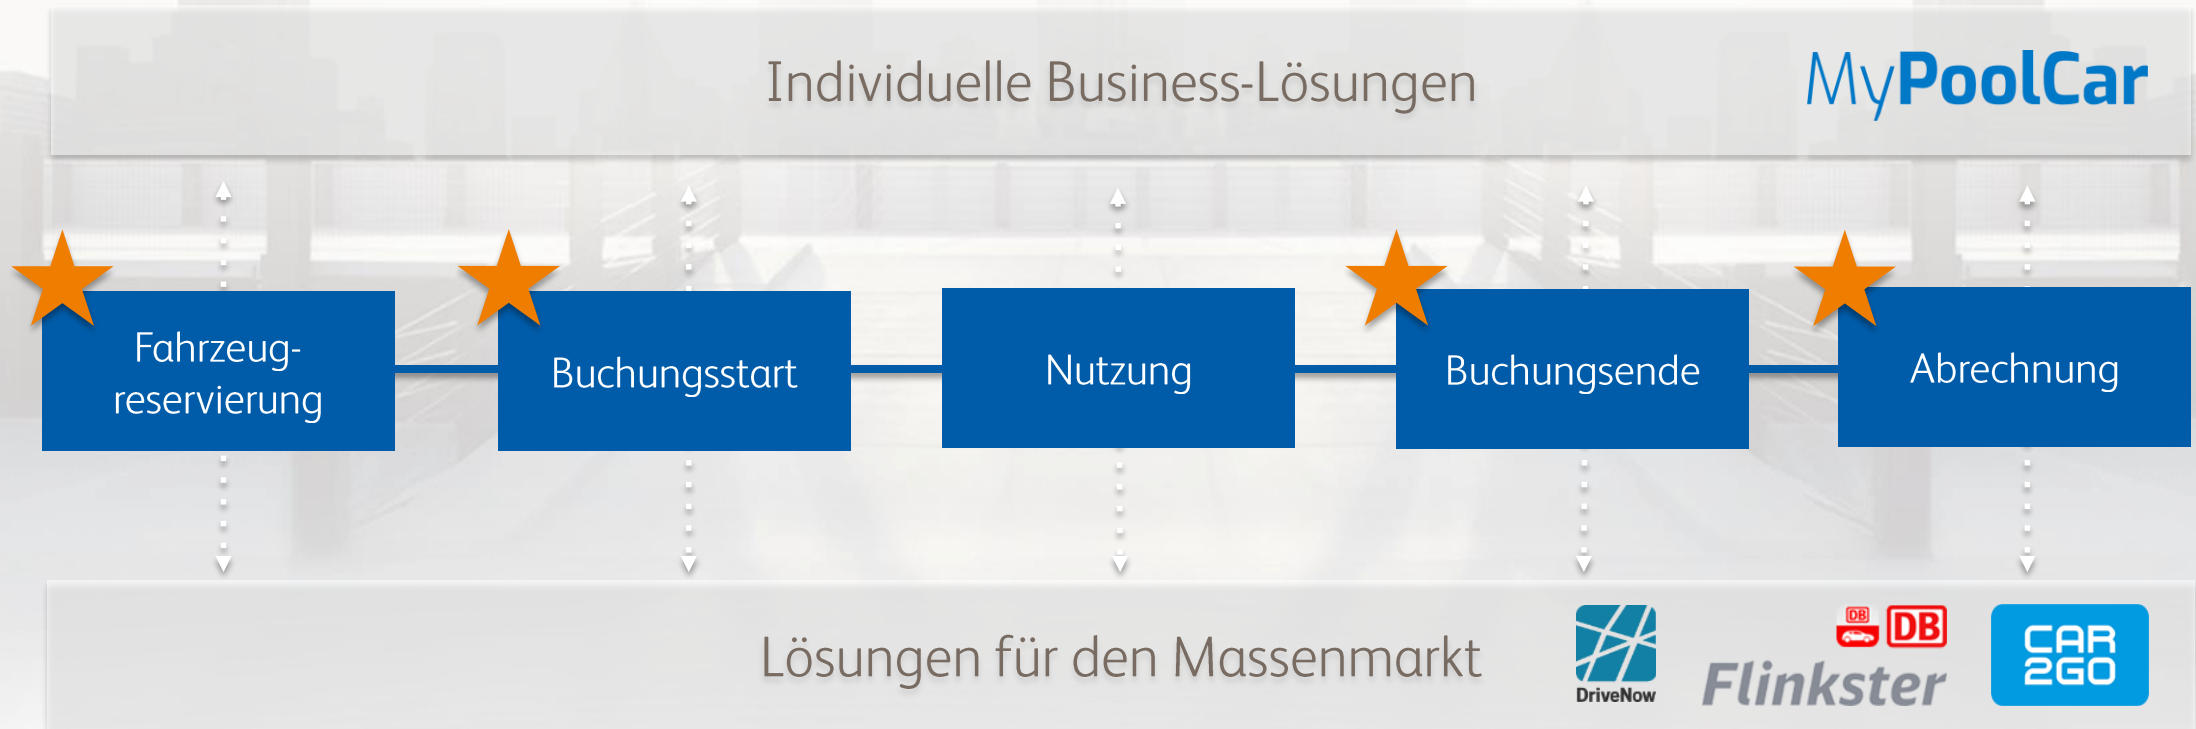 Individuelle Business-Lösungen
MyPoolCar
Fahrzeug-
reservierung
Buchungsstart
Nutzung
Buchungsende
Abrechnung
Lösungen für den Massenmarkt
DriveNow
DB
DB
Flinkster
CAR
2GO